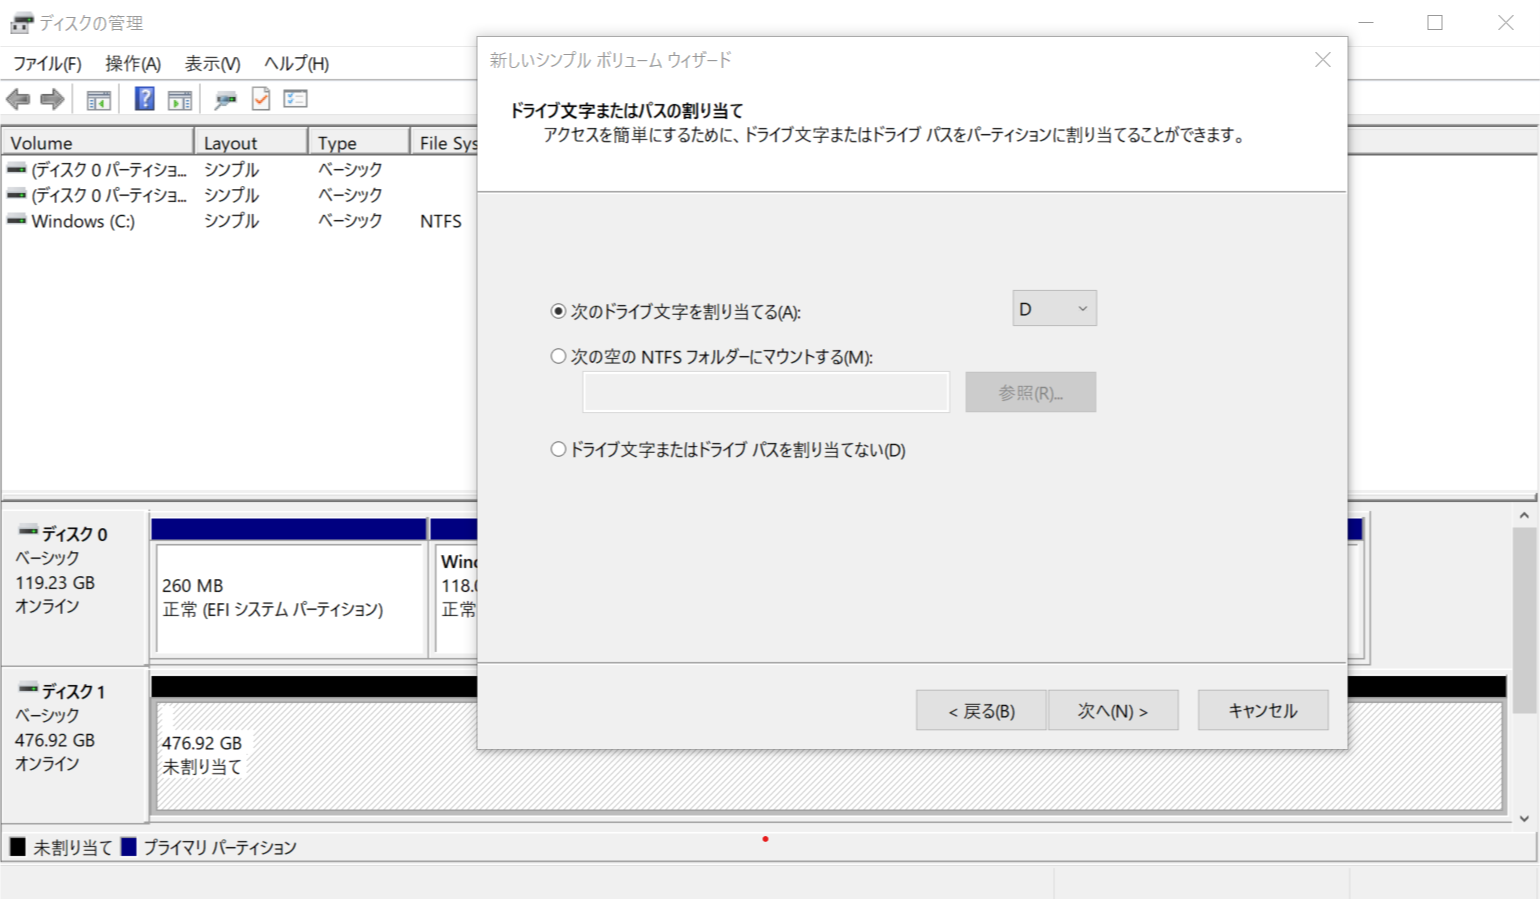 ディスクの管理
ファイル(F) 操作(A) 表示(V) ヘルプ(H)
Volume Layout Type File Sys
(ディスク 0 パーティショ... シンプル ベーシック
(ディスク 0 パーティショ... シンプル ベーシック
Windows (C:) シンプル ベーシック NTFS
新しいシンプル ボリューム ウィザード
ドライブ文字またはパスの割り当て
アクセスを簡単にするために、ドライブ文字またはドライブ パスをパーティションに割り当てることができます。
次のドライブ文字を割り当てる(A): D
次の空の NTFS フォルダーにマウントする(M):
参照(R)...
ドライブ文字またはドライブ パスを割り当てない(D)
< 戻る(B) 次へ(N) > キャンセル
ディスク 0
ベーシック
119.23 GB
オンライン
260 MB
正常 (EFI システム パーティション)
Wind
118.0
正常
ディスク 1
ベーシック
476.92 GB
オンライン
476.92 GB
未割り当て
未割り当て プライマリ パーティション